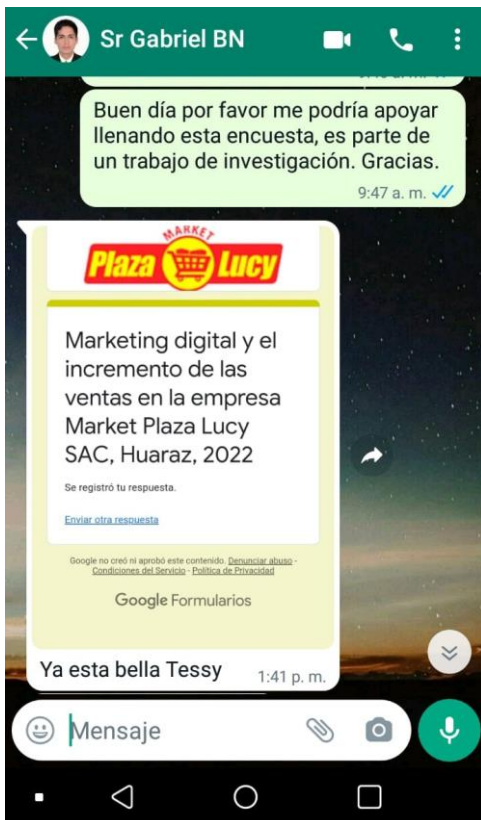 Sr Gabriel BN
Buen día por favor me podría apoyar
llenando esta encuesta, es parte de
un trabajo de investigación. Gracias.
9:47 a. m.
MARKET
Plaza Lucy
Marketing digital y el
incremento de las
ventas en la empresa
Market Plaza Lucy
SAC, Huaraz, 2022
Se registró tu respuesta.
Enviar otra respuesta
Google no creó ni aprobó este contenido. Denunciar abuso -
Condiciones del Servicio - Política de Privacidad
Google Formularios
Ya esta bella Tessy
1:41 p. m.
Mensaje